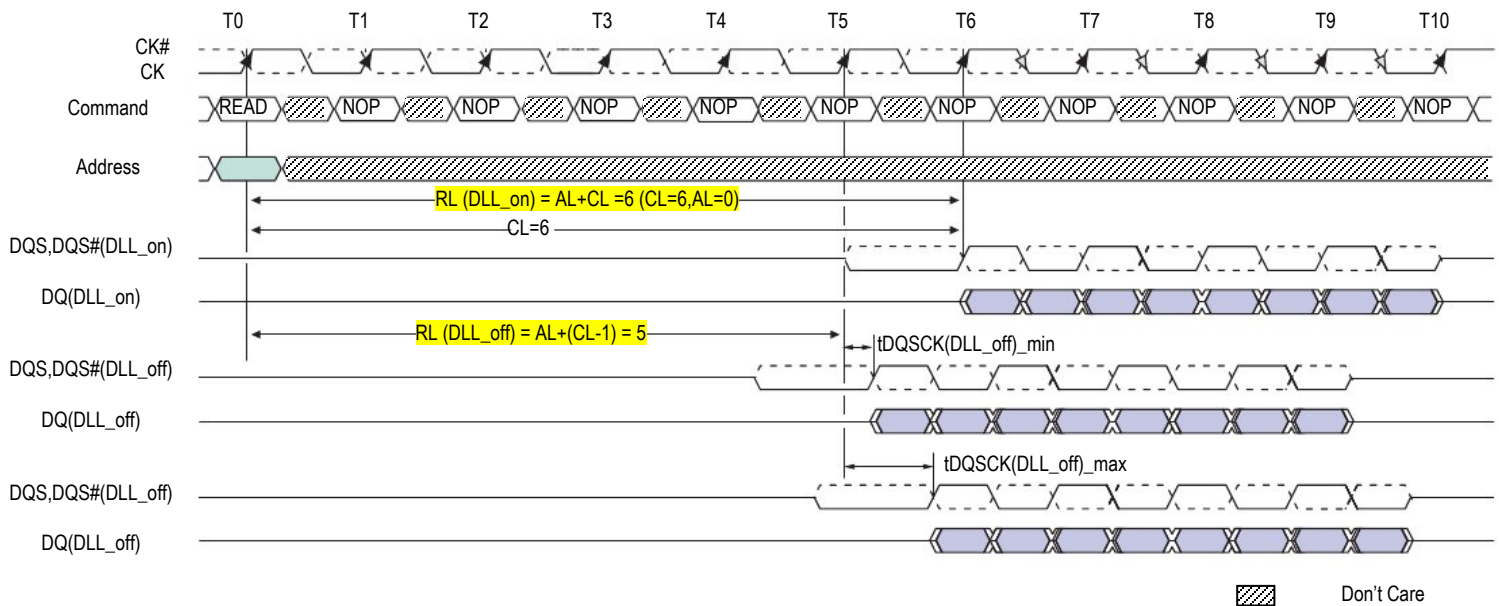 T0 T1 T2 T3 T4 T5 T6 T7 T8 T9 T10
CK#
CK
Command READ NOP NOP NOP NOP NOP NOP NOP NOP NOP NOP
Address
RL (DLL_on) = AL+CL =6 (CL=6,AL=0)
CL=6
DQS,DQS#(DLL_on)
DQ(DLL_on)
RL (DLL_off) = AL+(CL-1) = 5
tDQSCK(DLL_off)_min
DQS,DQS#(DLL_off)
DQ(DLL_off)
tDQSCK(DLL_off)_max
DQS,DQS#(DLL_off)
DQ(DLL_off)
Don't Care